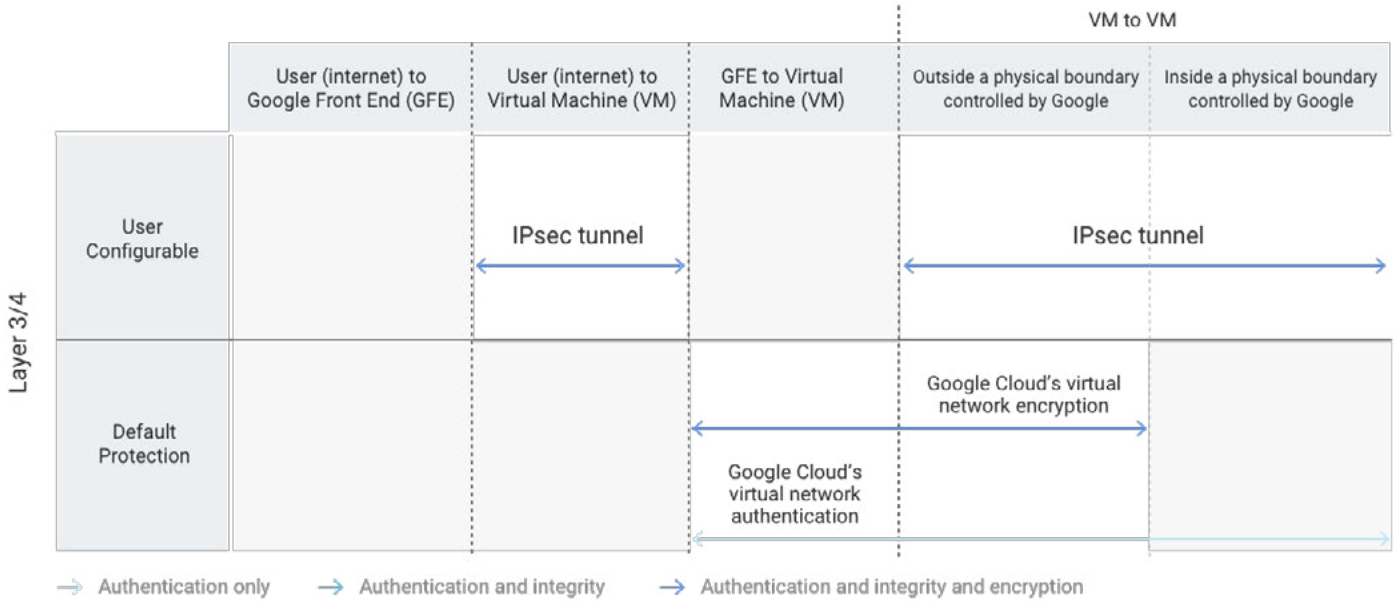 VM to VM
User (internet) to
Google Front End (GFE)
User (internet) to
Virtual Machine (VM)
GFE to Virtual
Machine (VM)
Outside a physical boundary
controlled by Google
Inside a physical boundary
controlled by Google
Layer 3/4
User
Configurable
IPsec tunnel
IPsec tunnel
Default
Protection
Google Cloud's virtual
network encryption
Google Cloud's
virtual network
authentication
Authentication only
Authentication and integrity
Authentication and integrity and encryption